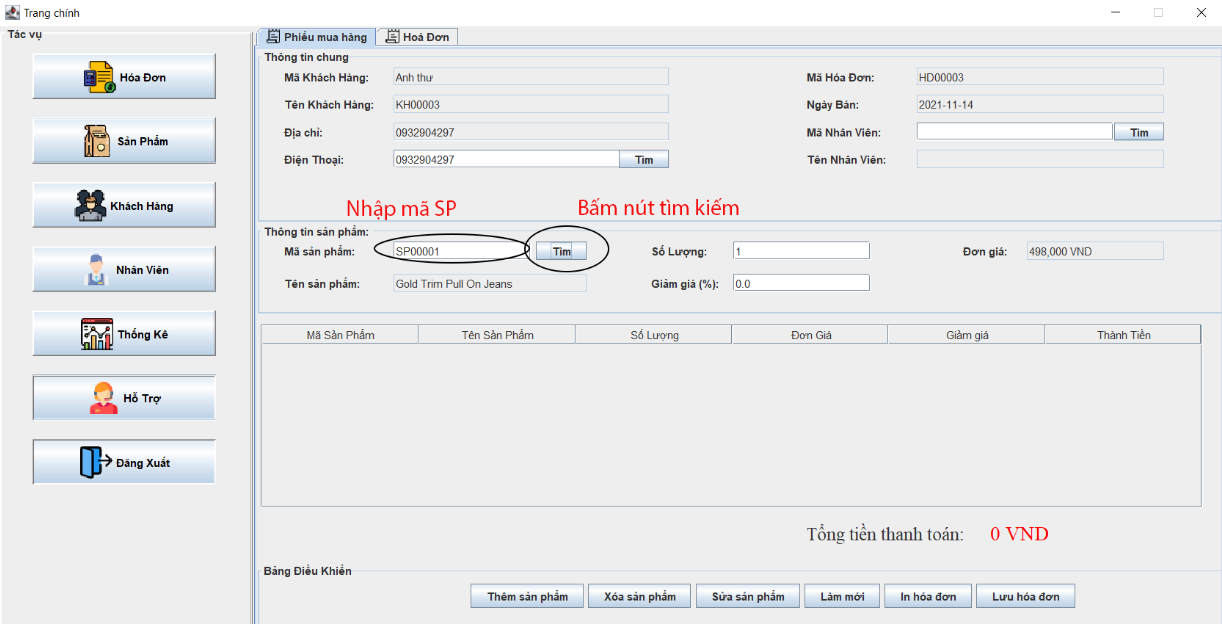 Trang chính
Tác vụ
Hóa Đơn
Sản Phẩm
Khách Hàng
Nhân Viên
Thống Kê
Hỗ Trợ
Đăng Xuất
Phiếu mua hàng Hoá Đơn
Thông tin chung
Mã Khách Hàng: Anh thư Mã Hóa Đơn: HD00003
Tên Khách Hàng: KH00003 Ngày Bán: 2021-11-14
Địa chỉ: 0932904297 Mã Nhân Viên: Tìm
Điện Thoại: 0932904297 Tìm Tên Nhân Viên:
Nhập mã SP Bấm nút tìm kiếm
Thông tin sản phẩm:
Mã sản phẩm: SP00001 Tìm Số Lượng: 1 Đơn giá: 498,000 VND
Tên sản phẩm: Gold Trim Pull On Jeans Giảm giá (%): 0.0
Mã Sản Phẩm Tên Sản Phẩm Số Lượng Đơn Giá Giảm giá Thành Tiền
Tổng tiền thanh toán: 0 VND
Bảng Điều Khiển
Thêm sản phẩm Xóa sản phẩm Sửa sản phẩm Làm mới In hóa đơn Lưu hóa đơn